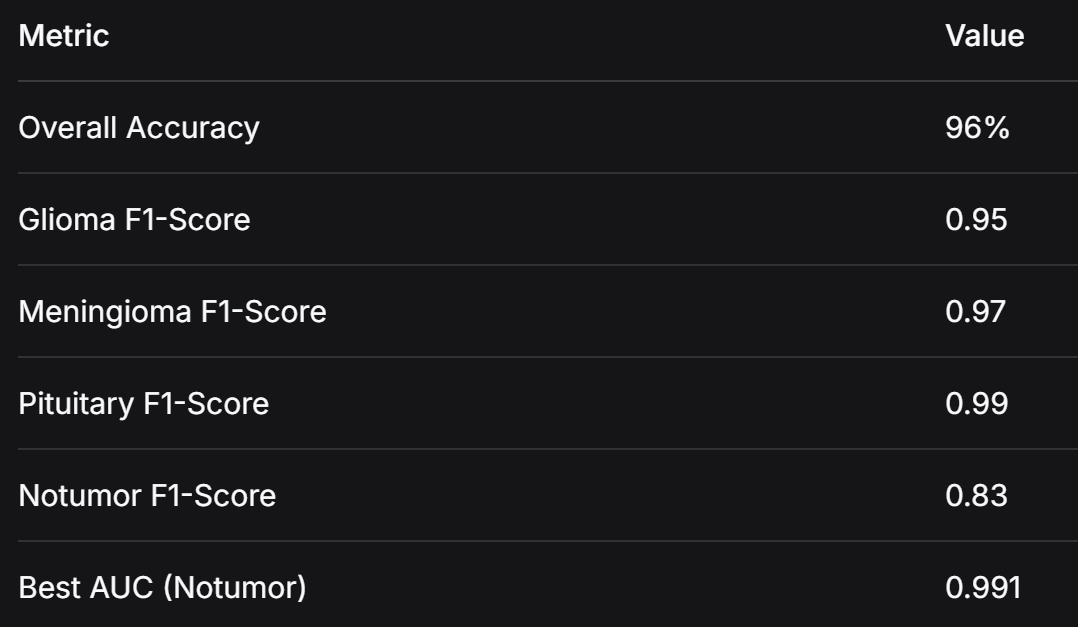 Metric Value
Overall Accuracy 96%
Glioma F1-Score 0.95
Meningioma F1-Score 0.97
Pituitary F1-Score 0.99
Notumor F1-Score 0.83
Best AUC (Notumor) 0.991